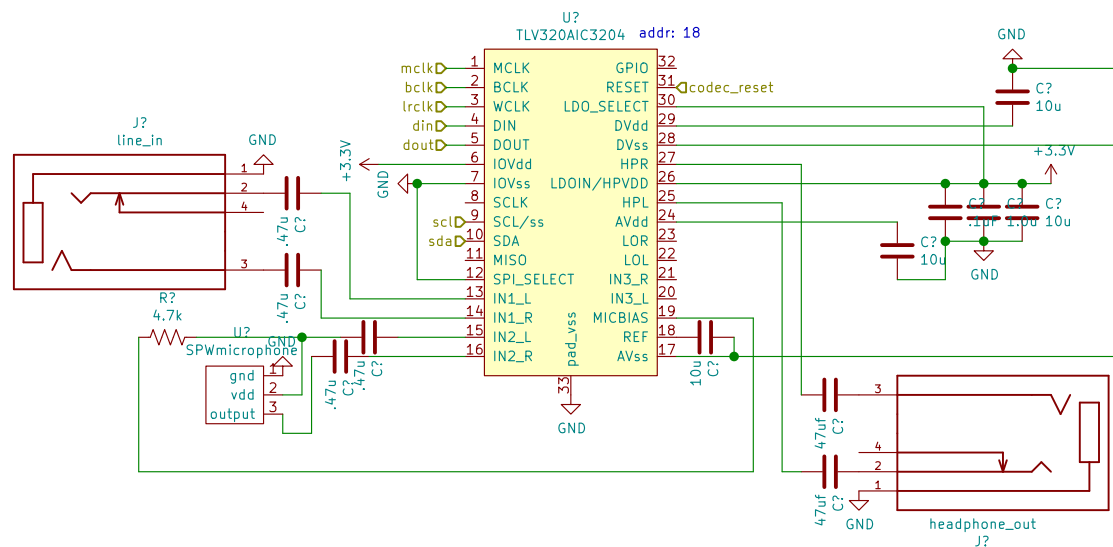 U?
TLV320AIC3204 addr: 18
GND
mclk 1 MCLK GPIO 32
bclk 2 BCLK RESET 31 codec_reset
lrclk 3 WCLK LDO_SELECT 30
din 4 DIN DVdd 29
dout 5 DOUT DVss 28
6 IOVdd HPR 27
7 IOVss LDOIN/HPVDD 26
8 SCLK HPL 25
scl 9 SCL/ss AVdd 24
sda 10 SDA LOR 23
11 MISO LOL 22
12 SPI_SELECT IN3_R 21
13 IN1_L IN3_L 20
14 IN1_R MICBIAS 19
15 IN2_L REF 18
16 IN2_R AVss 17
pad_vss
33
GND
C?
10u
+3.3V
GND
+3.3V
C? C? C?
.1uF 1.0u 10u
GND
C?
10u
J?
line_in
GND
1
2
4
3
.47u
C?
.47u
C?
R?
4.7k
U?
SPWmicrophone
GND
gnd 1
vdd 2
output 3
.47u
C?
.47u
C?
10u
C?
47uf
C?
47uf
C?
3
4
2
1
GND
headphone_out
J?